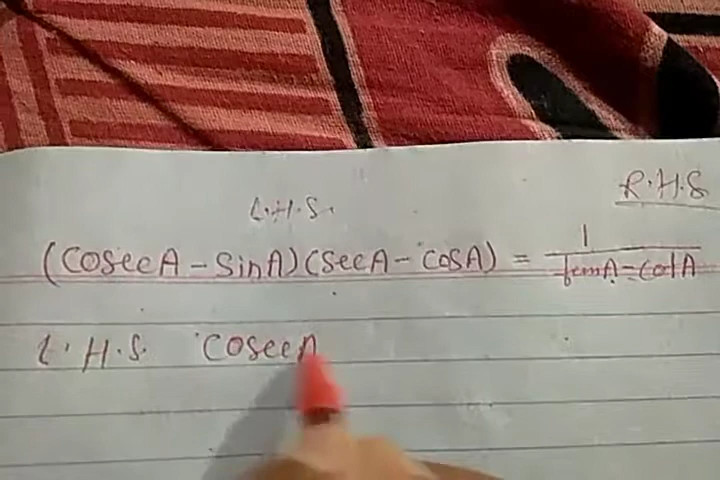 R.H.S
L.H.S.
(CosecA - SinA)(SecA - CosA) = 1 / tanA - CotA
L.H.S. CosecA